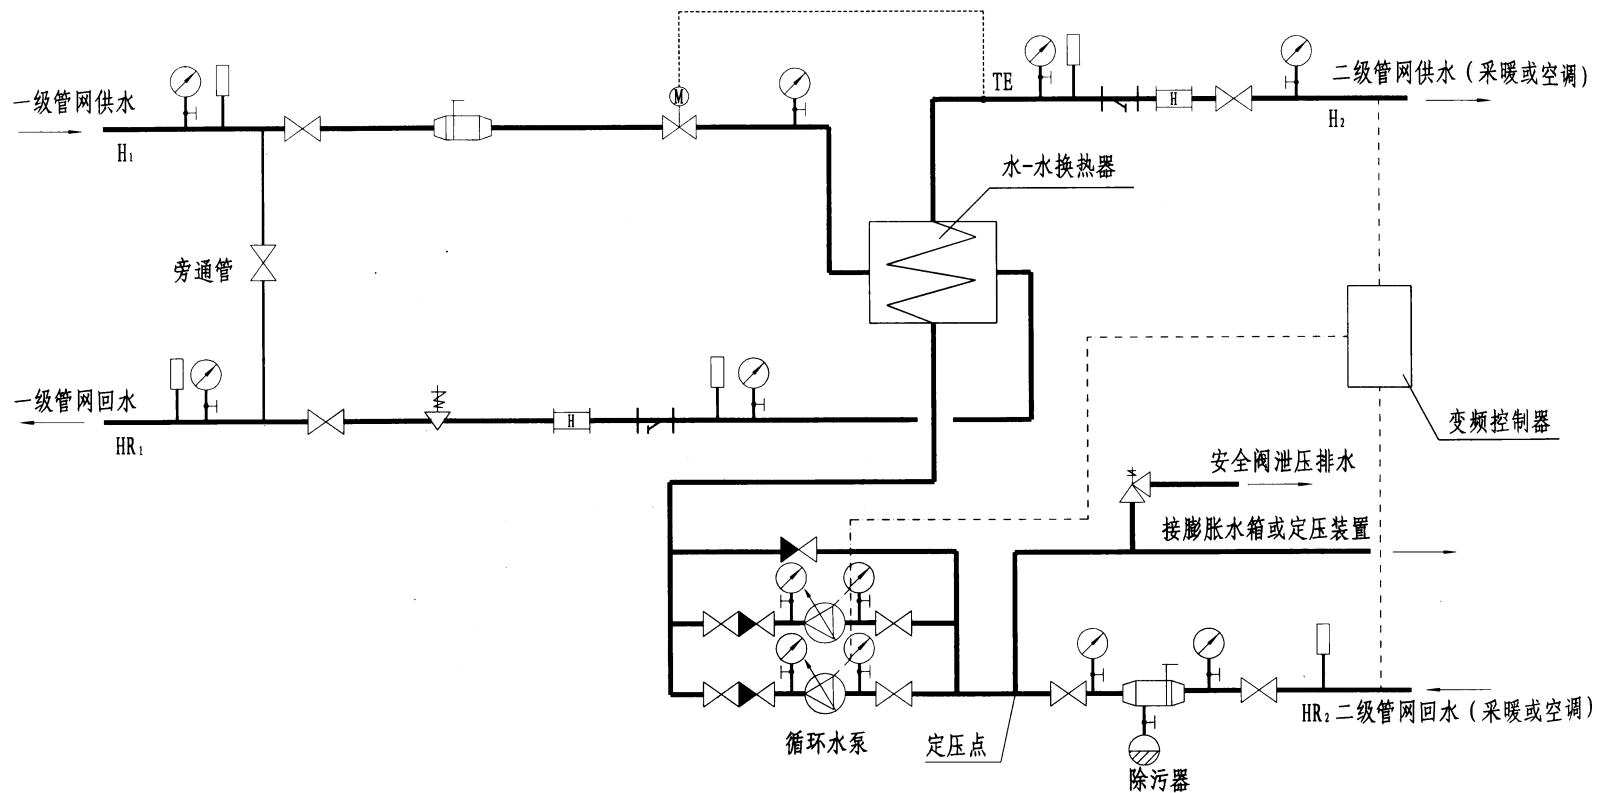 二级管网供水（采暖或空调）
TE
M
H
H₂
一级管网供水
H₁
水-水换热器
旁通管
一级管网回水
HR₁
H
变频控制器
安全阀泄压排水
接膨胀水箱或定压装置
HR₂ 二级管网回水（采暖或空调）
循环水泵
定压点
除污器